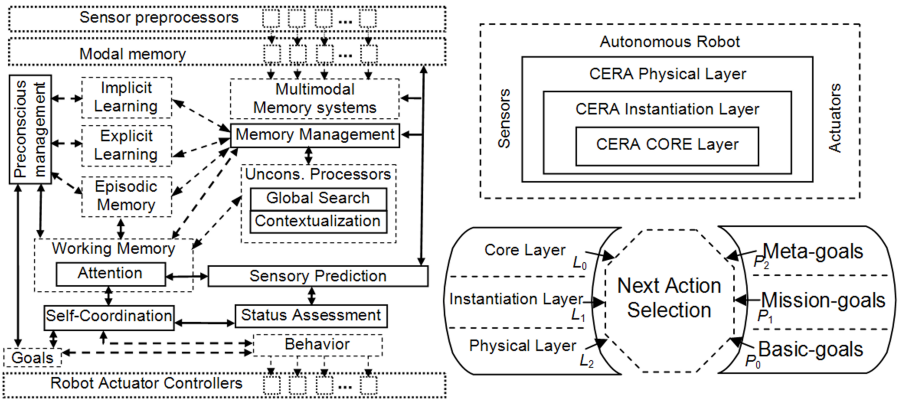 Sensor preprocessors
...
Modal memory
...
Preconscious
management
Implicit
Learning
Explicit
Learning
Episodic
Memory
Multimodal
Memory systems
Memory Management
Uncons. Processors
Global Search
Contextualization
Working Memory
Attention
Sensory Prediction
Self-Coordination
Status Assessment
Goals
Behavior
Robot Actuator Controllers
...
Autonomous Robot
Sensors
CERA Physical Layer
CERA Instantiation Layer
CERA CORE Layer
Actuators
Core Layer
L0
Instantiation Layer
L1
Physical Layer
L2
Next Action
Selection
Meta-goals
P2
Mission-goals
P1
Basic-goals
P0